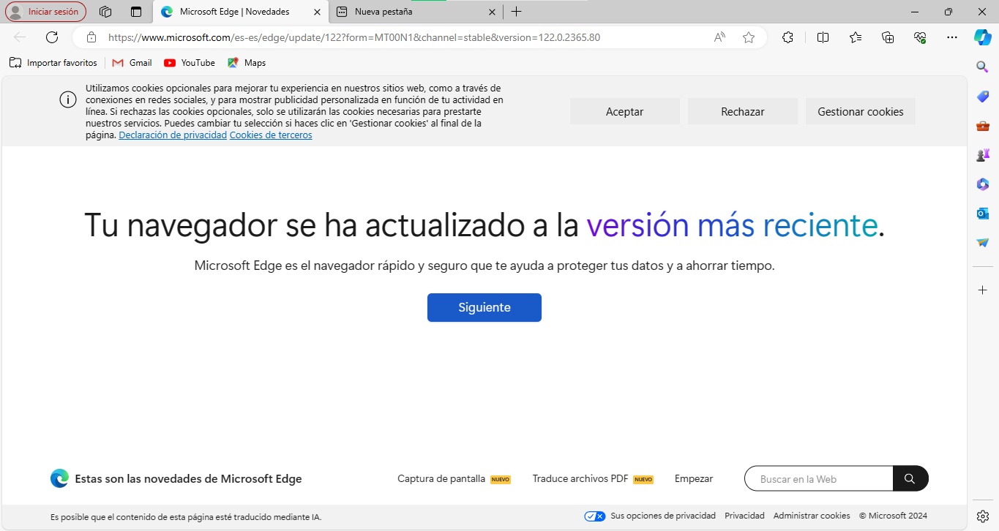 Iniciar sesión
Microsoft Edge | Novedades
Nueva pestaña
https://www.microsoft.com/es-es/edge/update/122?form=MT00N1&channel=stable&version=122.0.2365.80
Importar favoritos
Gmail
YouTube
Maps
Utilizamos cookies opcionales para mejorar tu experiencia en nuestros sitios web, como a través de
conexiones en redes sociales, y para mostrar publicidad personalizada en función de tu actividad en
línea. Si rechazas las cookies opcionales, solo se utilizarán las cookies necesarias para prestarte
nuestros servicios. Puedes cambiar tu selección si haces clic en 'Gestionar cookies' al final de la
página. Declaración de privacidad Cookies de terceros
Aceptar
Rechazar
Gestionar cookies
Tu navegador se ha actualizado a la versión más reciente.
Microsoft Edge es el navegador rápido y seguro que te ayuda a proteger tus datos y a ahorrar tiempo.
Siguiente
Estas son las novedades de Microsoft Edge
Captura de pantalla NUEVO
Traduce archivos PDF NUEVO
Empezar
Buscar en la Web
Es posible que el contenido de esta página esté traducido mediante IA.
Sus opciones de privacidad
Privacidad
Administrar cookies
© Microsoft 2024